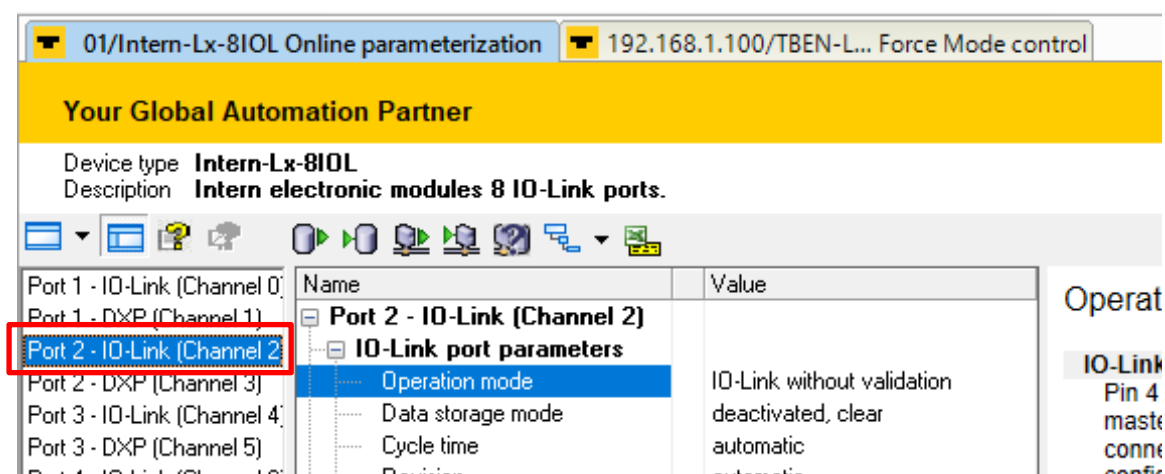 01/Intern-Lx-8IOL Online parameterization
192.168.1.100/TBEN-L... Force Mode control
Your Global Automation Partner
Device type Intern-Lx-8IOL
Description Intern electronic modules 8 IO-Link ports.
Port 1 - IO-Link (Channel 0)
Port 1 - DXP (Channel 1)
Port 2 - IO-Link (Channel 2
Port 2 - DXP (Channel 3)
Port 3 - IO-Link (Channel 4)
Port 3 - DXP (Channel 5)
Name Value
Port 2 - IO-Link (Channel 2)
IO-Link port parameters
Operation mode IO-Link without validation
Data storage mode deactivated, clear
Cycle time automatic
Revision automatic
Operat
IO-Link
Pin 4
maste
conne